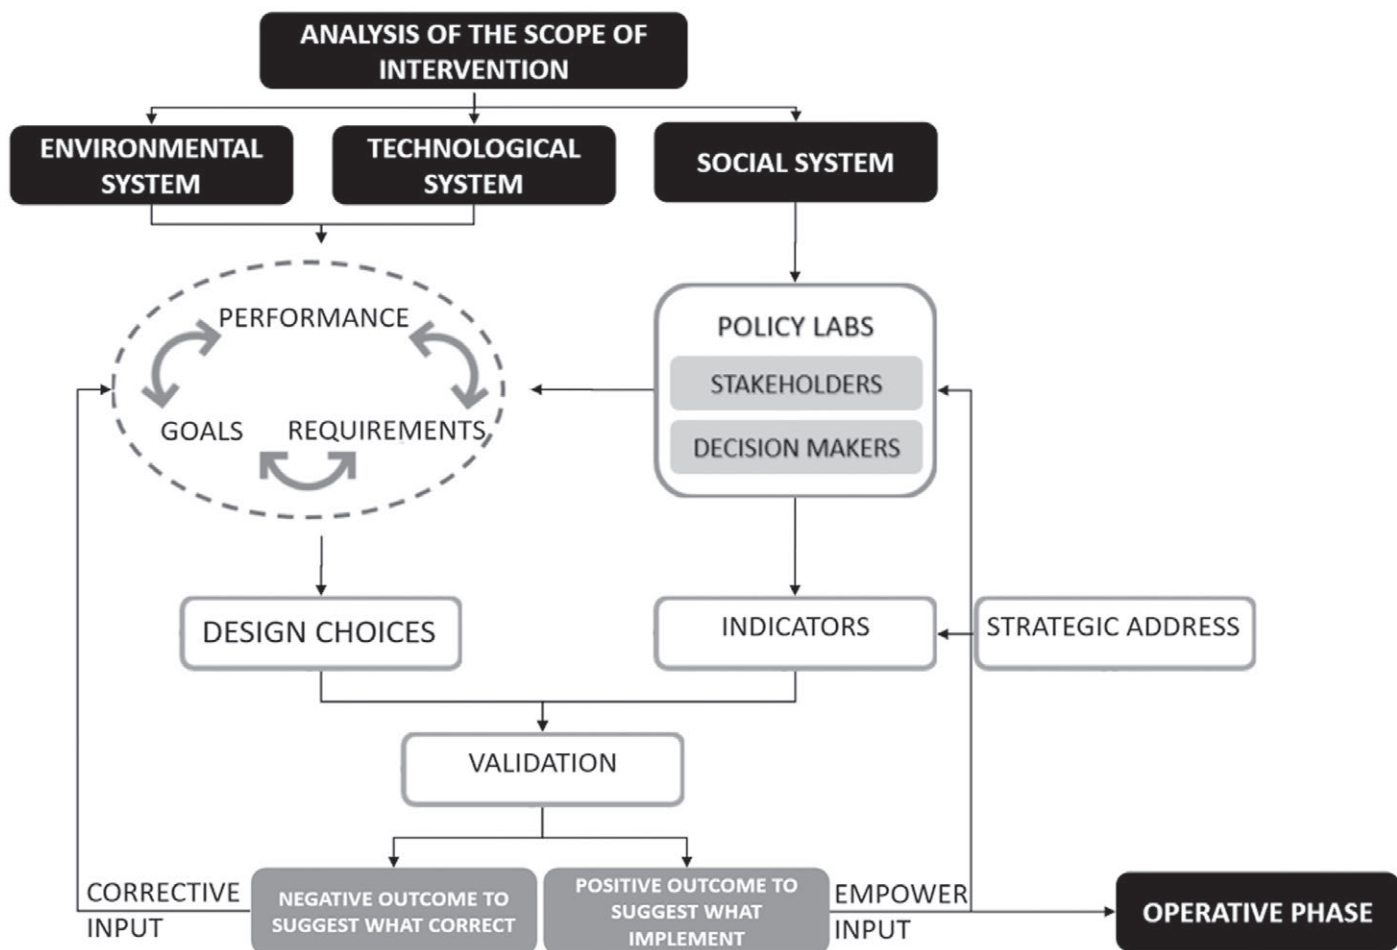 ANALYSIS OF THE SCOPE OF
INTERVENTION
ENVIRONMENTAL
SYSTEM
TECHNOLOGICAL
SYSTEM
SOCIAL SYSTEM
PERFORMANCE
GOALS
REQUIREMENTS
POLICY LABS
STAKEHOLDERS
DECISION MAKERS
DESIGN CHOICES
INDICATORS
STRATEGIC ADDRESS
VALIDATION
CORRECTIVE
INPUT
NEGATIVE OUTCOME TO
SUGGEST WHAT CORRECT
POSITIVE OUTCOME TO
SUGGEST WHAT
IMPLEMENT
EMPOWER
INPUT
OPERATIVE PHASE